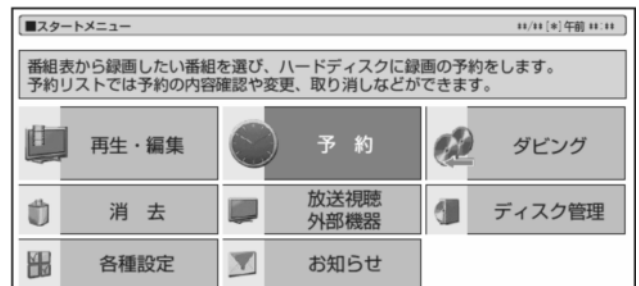 ■スタートメニュー
**/**[*]午前 **:**
番組表から録画したい番組を選び、ハードディスクに録画の予約をします。
予約リストでは予約の内容確認や変更、取り消しなどができます。
再生・編集
予 約
ダビング
消 去
放送視聴
外部機器
ディスク管理
各種設定
お知らせ